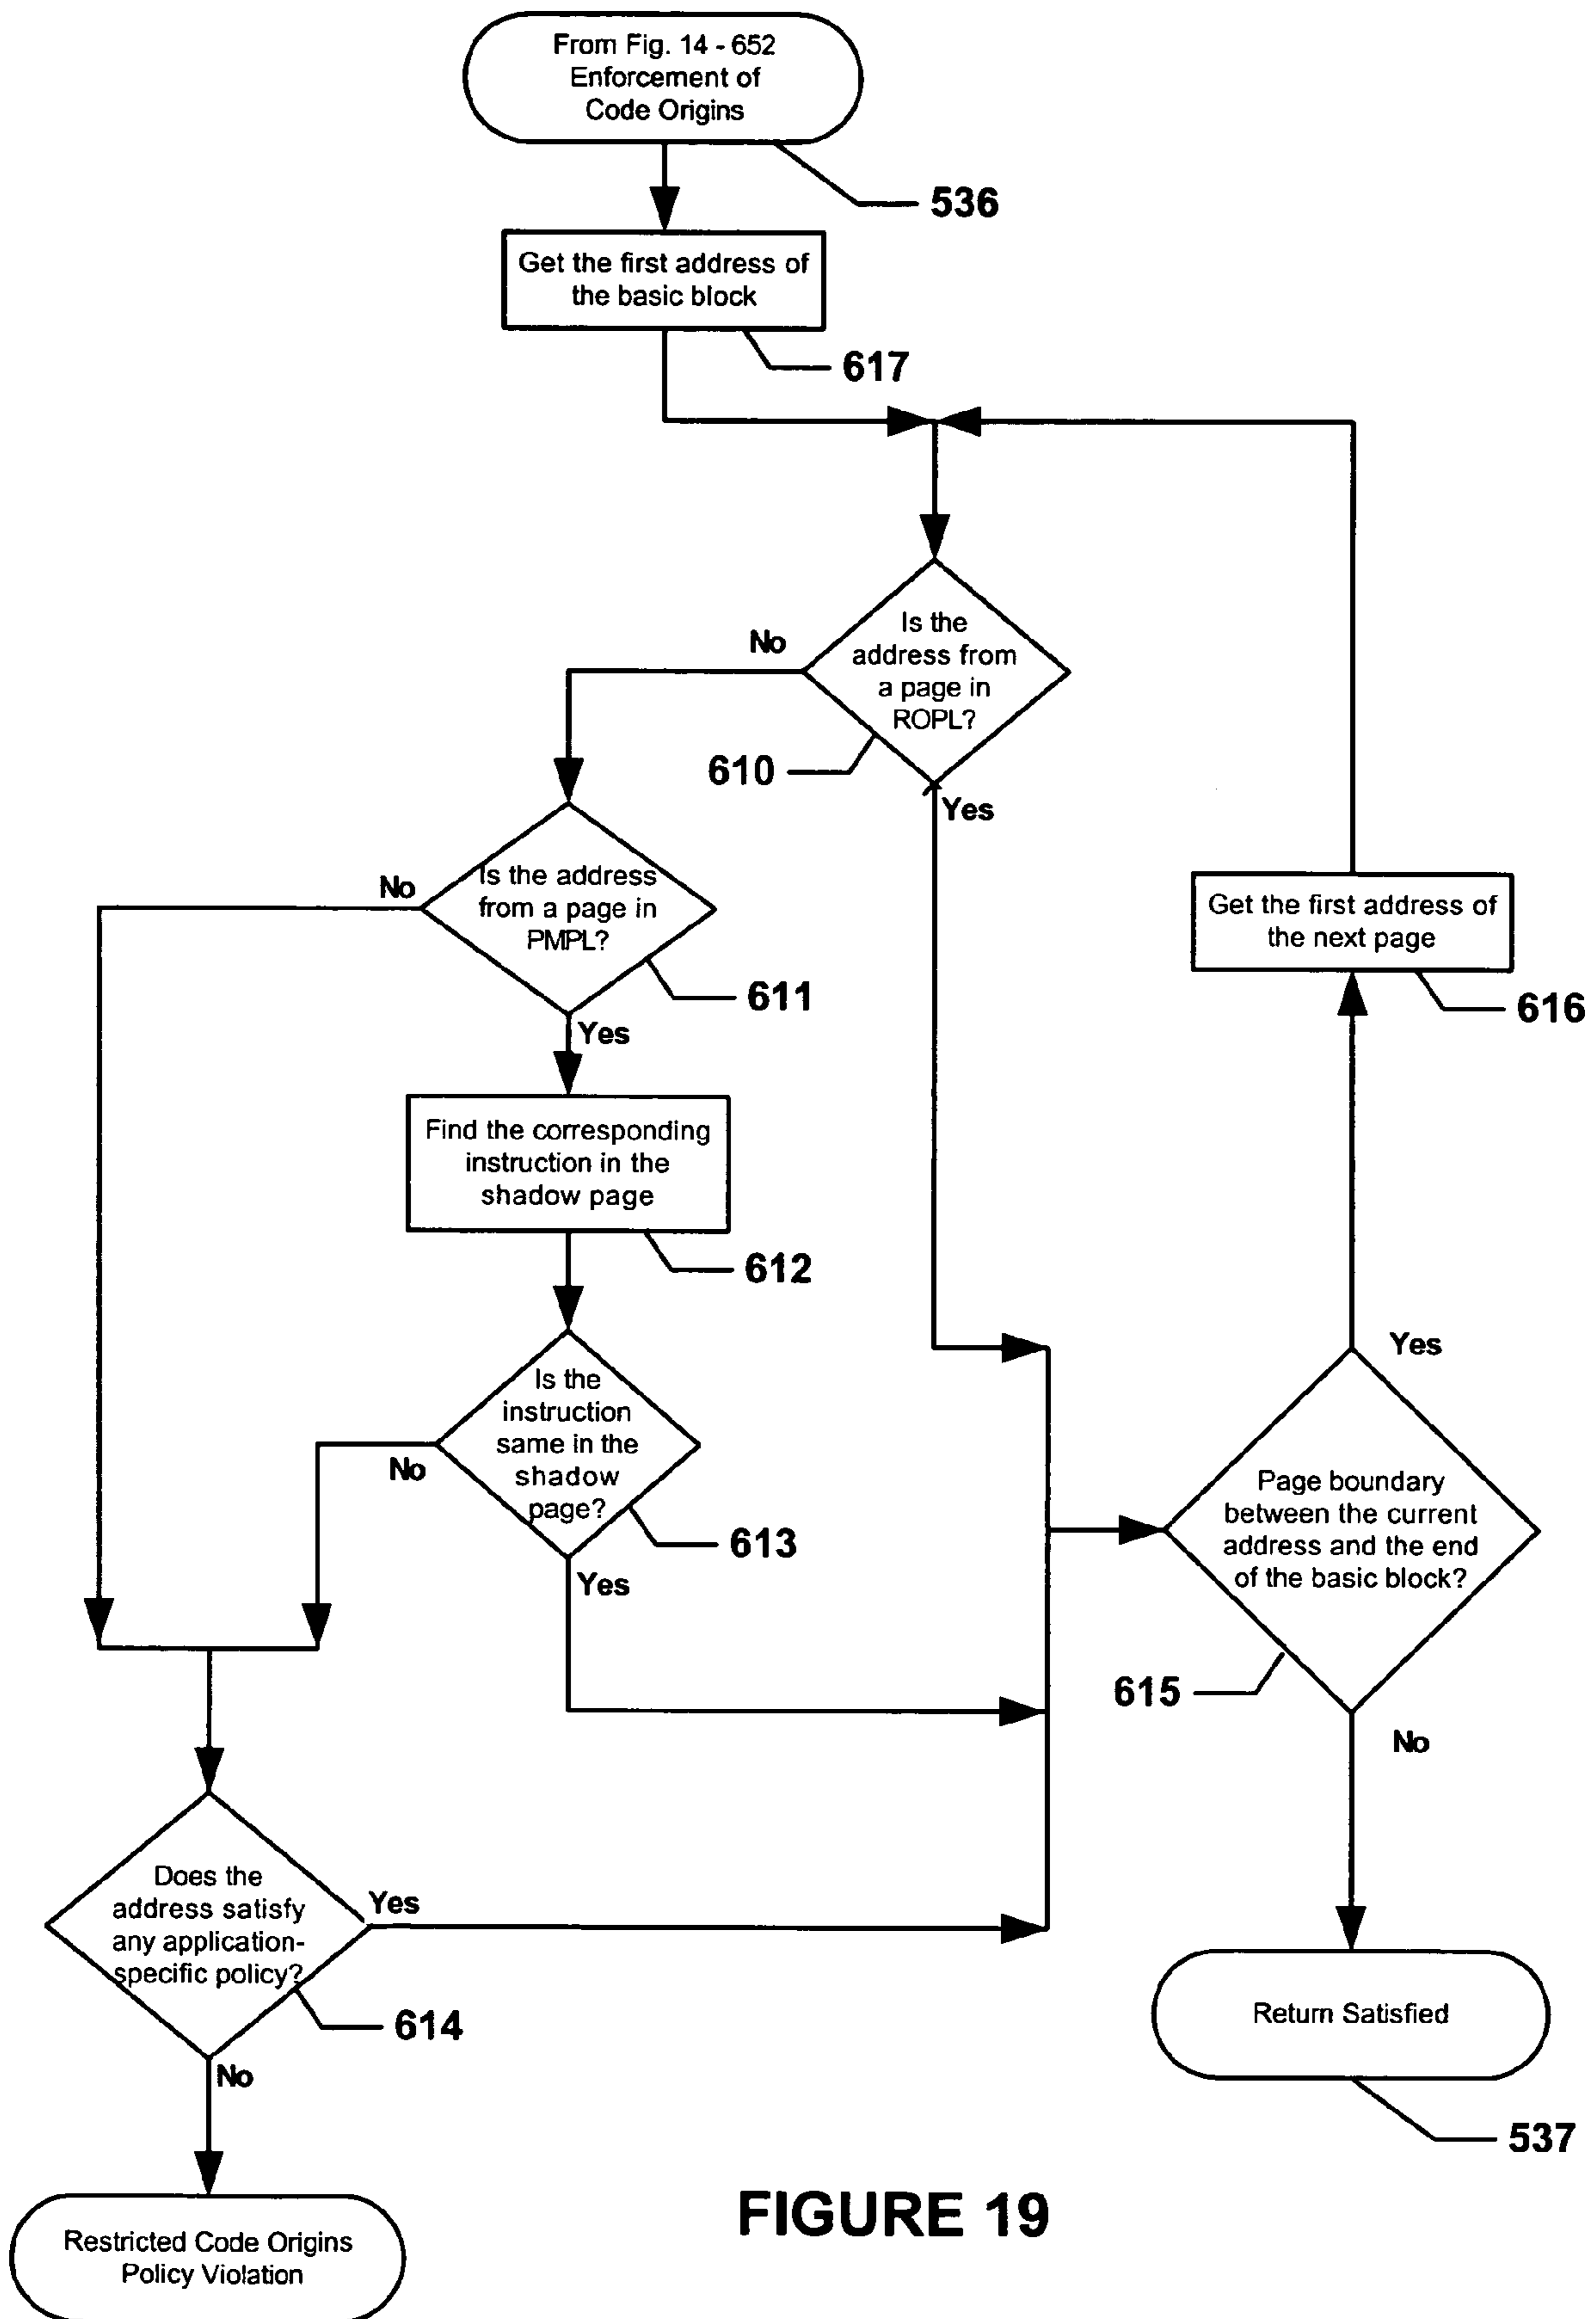 From Fig. 14 - 652
Enforcement of
Code Origins
536
Get the first address of
the basic block
617
Is the
address from
a page in
ROPL?
No
610
Yes
Is the address
from a page in
PMPL?
No
611
Yes
Get the first address of
the next page
616
Find the corresponding
instruction in the
shadow page
612
Is the
instruction
same in the
shadow
page?
No
613
Yes
Yes
Page boundary
between the current
address and the end
of the basic block?
615
No
Does the
address satisfy
any application-
specific policy?
Yes
614
No
Return Satisfied
537
Restricted Code Origins
Policy Violation
FIGURE 19